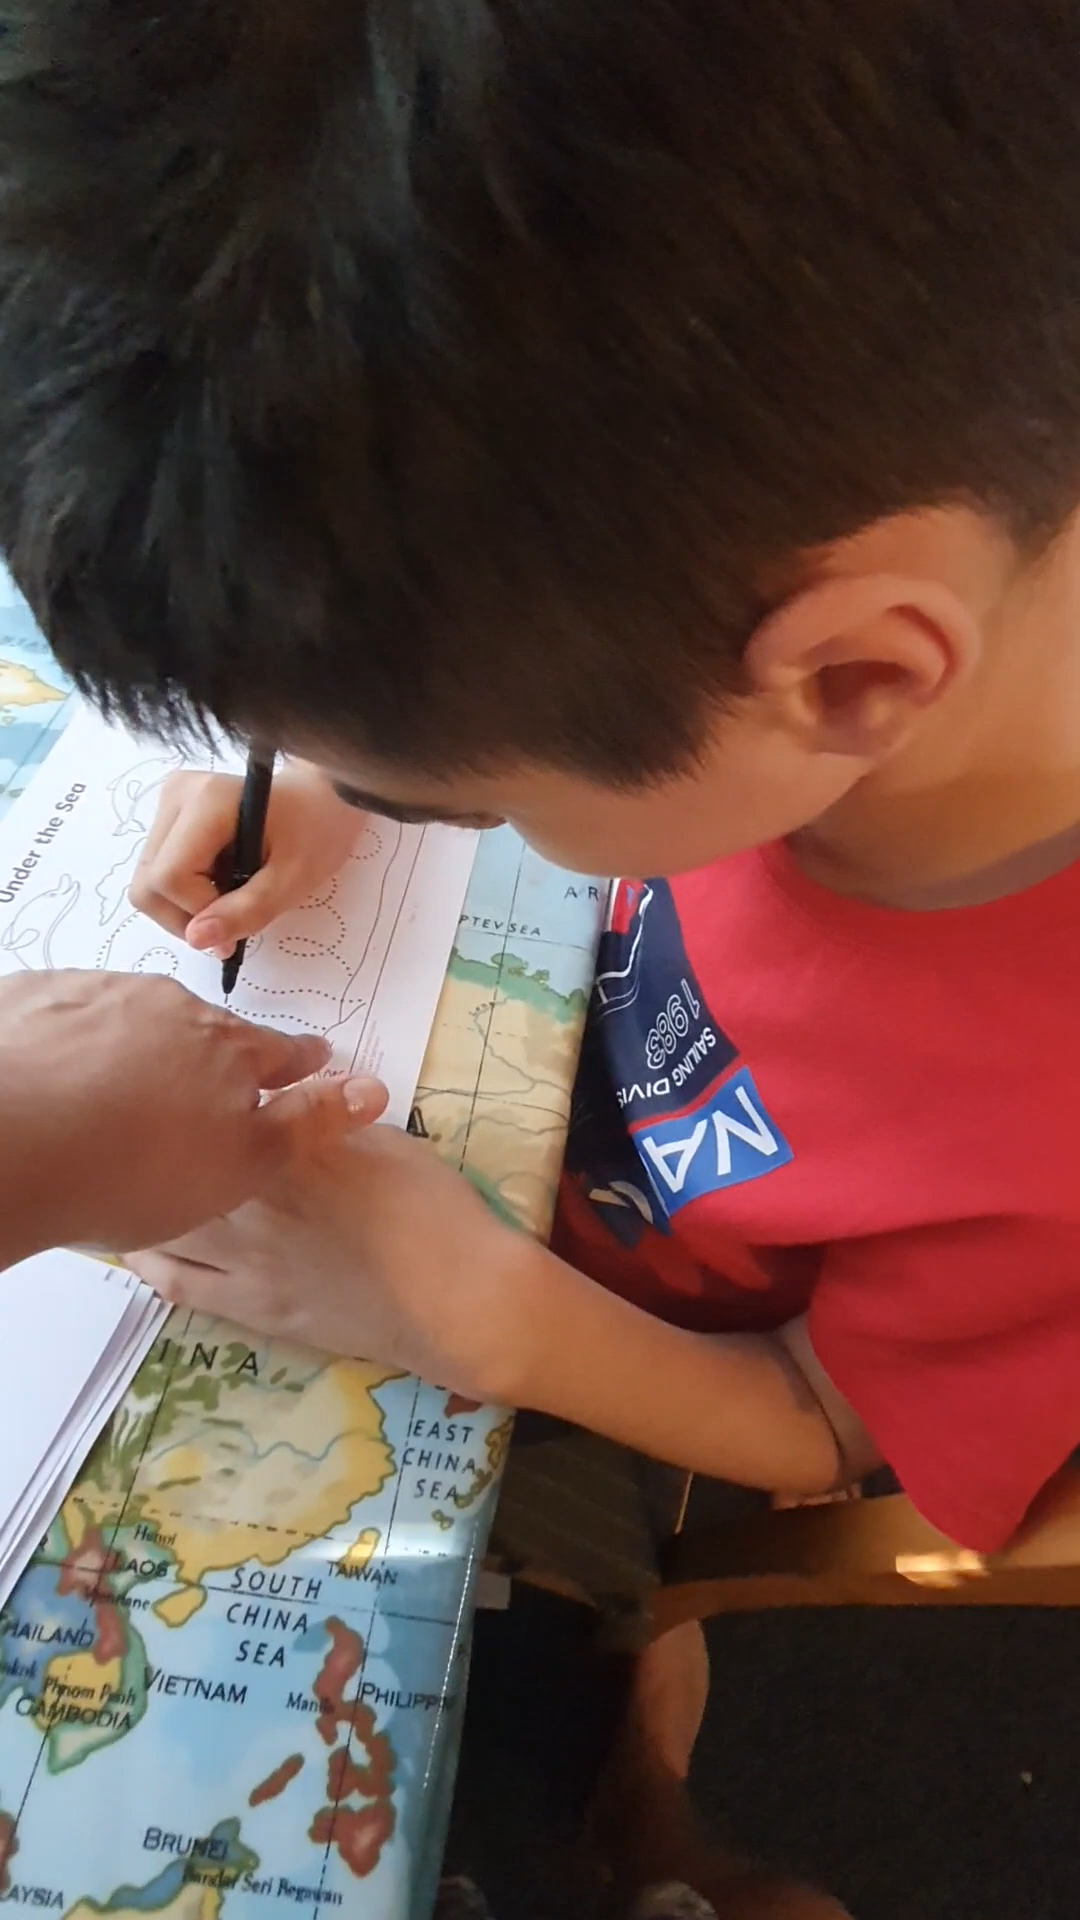 Under the Sea
PTEV SEA
1983
SAILING DIVIS
NA
INA
EAST
CHINA
SEA
Hanoi
LAOS
TAIWAN
SOUTH
CHINA
SEA
HAILAND
VIETNAM
Phnom Penh
CAMBODIA
Manila
PHILIPP
BRUNEI
Bandar Seri Begawan
AYSIA